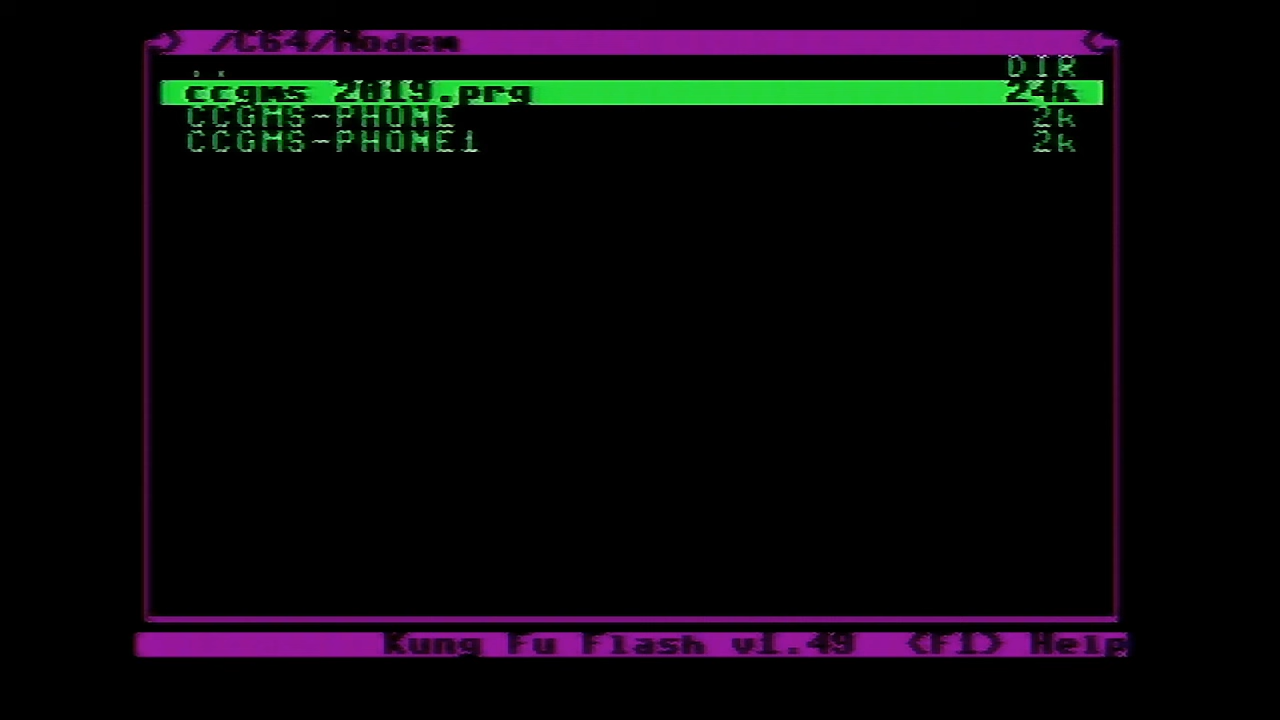 /C64/Modem
.. DIR
ccgms 2019.prg 24k
CCGMS~PHONE 2k
CCGMS~PHONE1 2k
Kung Fu Flash v1.49 <F1> Help